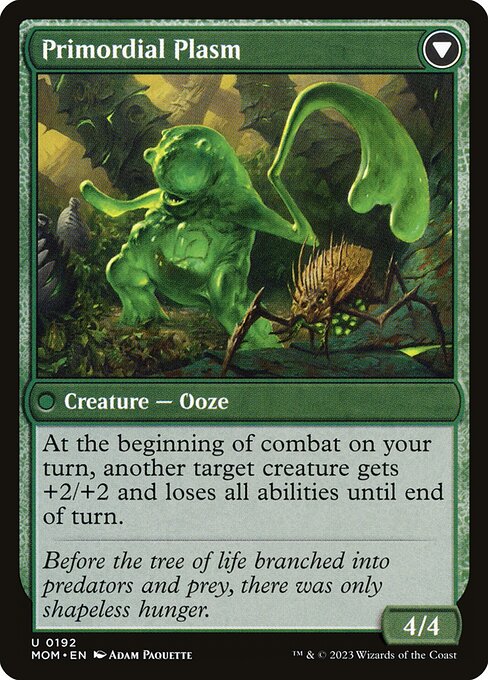 Primordial Plasm
Creature — Ooze
At the beginning of combat on your
turn, another target creature gets
+2/+2 and loses all abilities until end
of turn.
Before the tree of life branched into
predators and prey, there was only
shapeless hunger.
4/4
U 0192
MOM • EN Adam Paquette
™ & © 2023 Wizards of the Coast